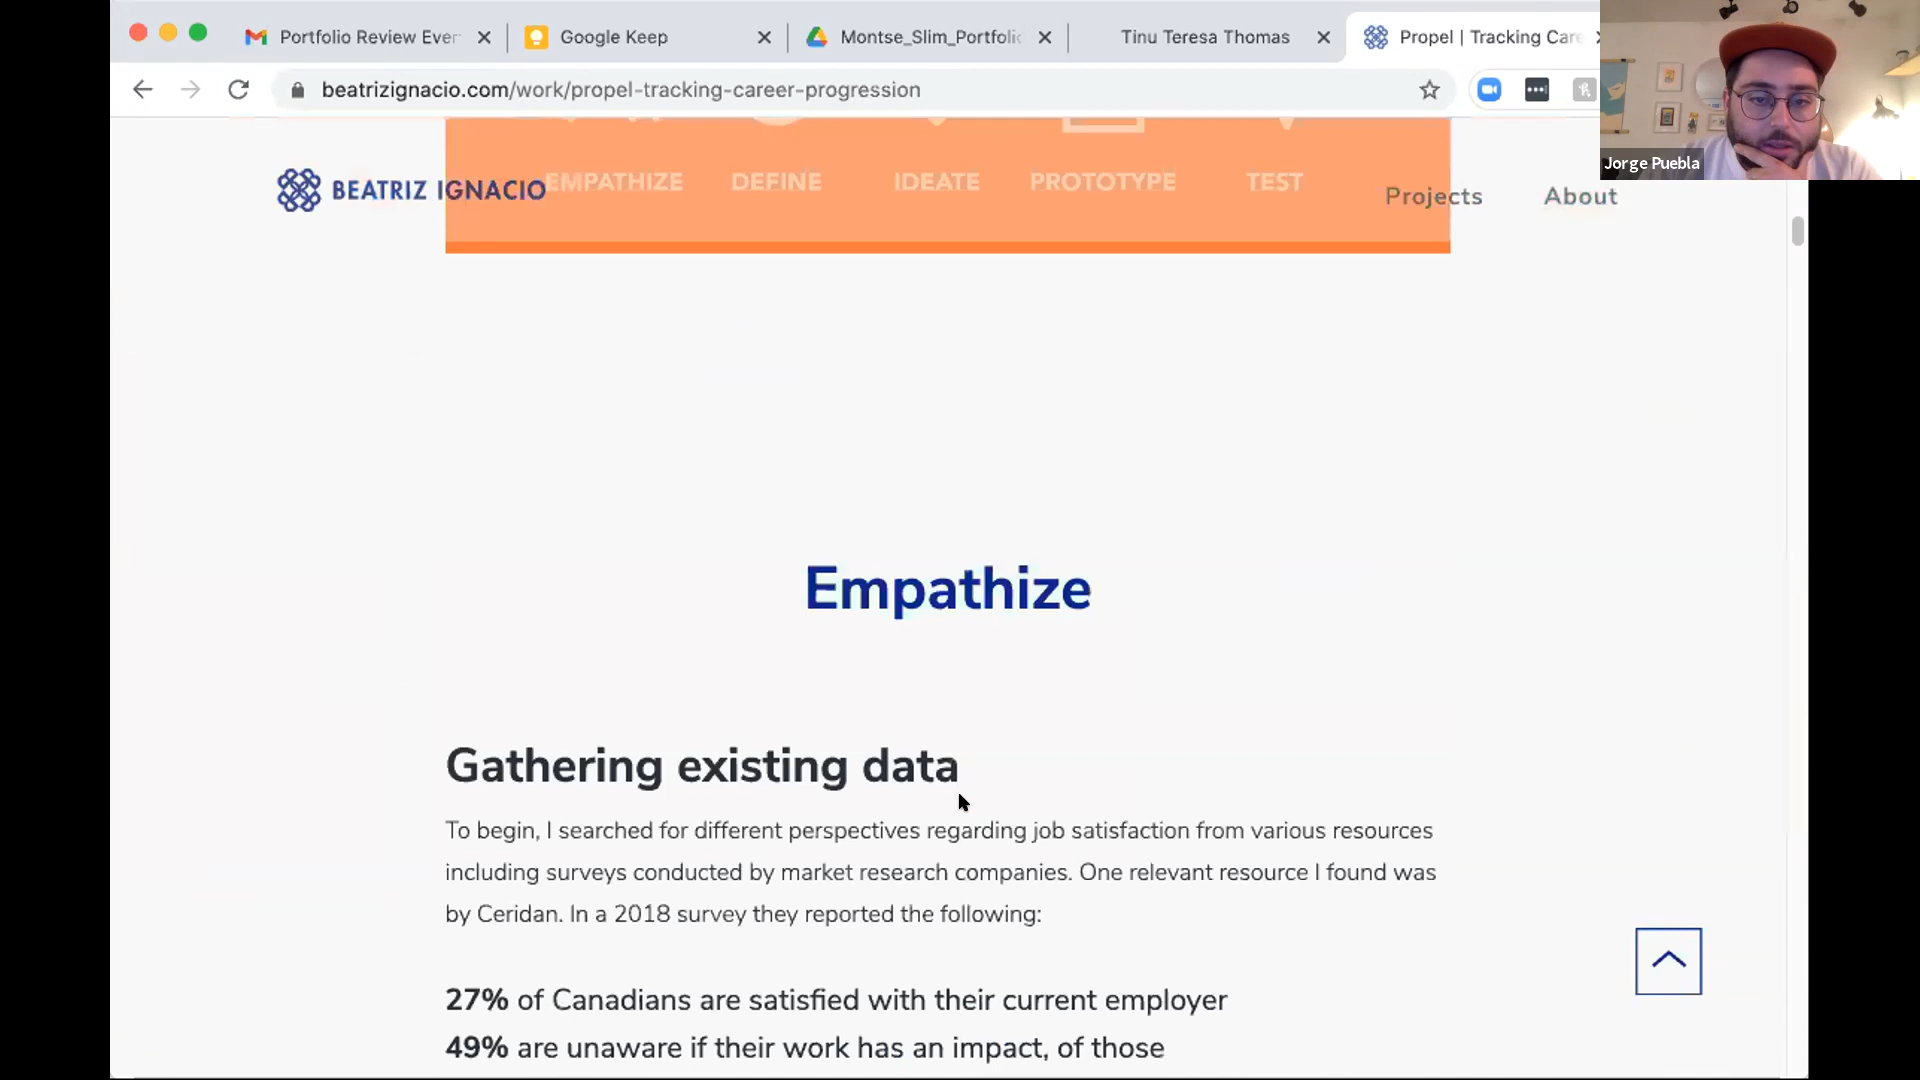 Portfolio Review Ever
Google Keep
Montse_Slim_Portfolio
Tinu Teresa Thomas
Propel | Tracking Care
beatrizignacio.com/work/propel-tracking-career-progression
Jorge Puebla
BEATRIZ IGNACIO
EMPATHIZE
DEFINE
IDEATE
PROTOTYPE
TEST
Projects
About
Empathize
Gathering existing data
To begin, I searched for different perspectives regarding job satisfaction from various resources
including surveys conducted by market research companies. One relevant resource I found was
by Ceridan. In a 2018 survey they reported the following:
27% of Canadians are satisfied with their current employer
49% are unaware if their work has an impact, of those